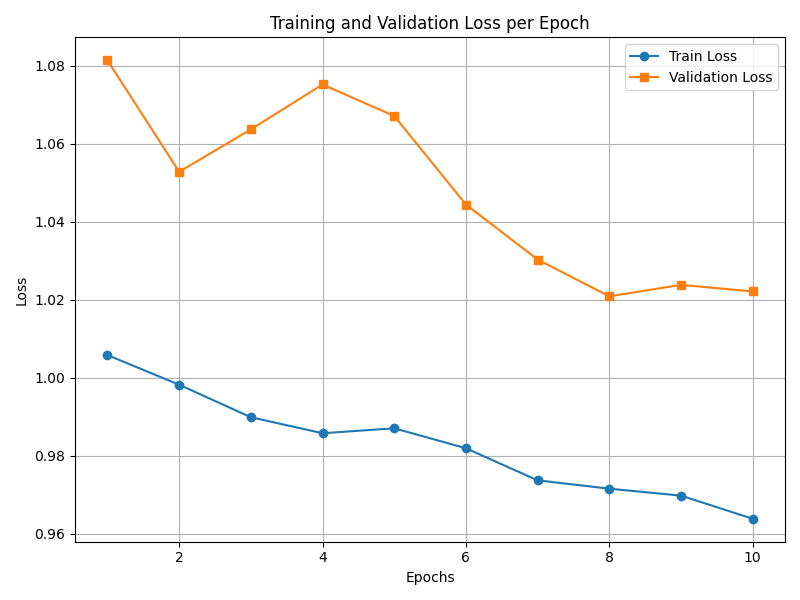 Training and Validation Loss per Epoch
Train Loss
Validation Loss
1.08
1.06
1.04
1.02
1.00
0.98
0.96
Loss
2 4 6 8 10
Epochs